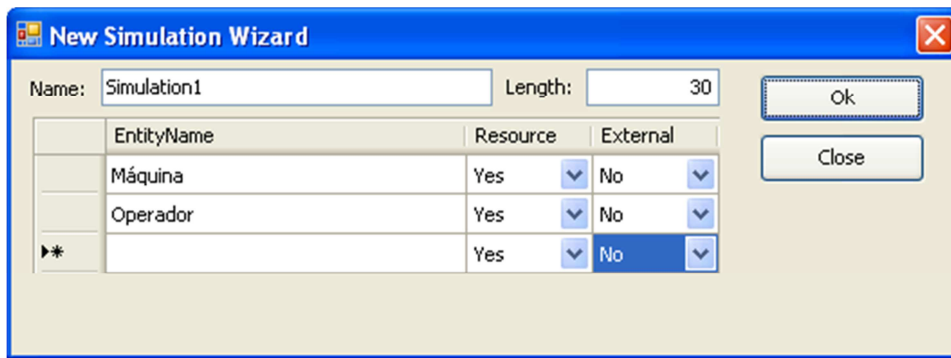 New Simulation Wizard
Name: Simulation1 Length: 30 Ok
EntityName Resource External
Close
Máquina Yes No
Operador Yes No
Yes No